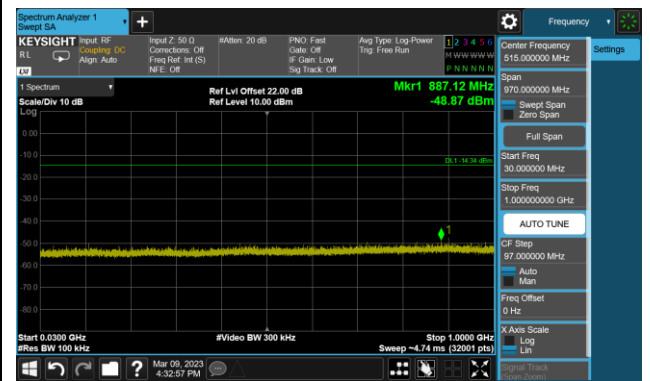 Spectrum Analyzer 1
Swept SA
Frequency
KEYSIGHT
RL
Input: RF
Coupling: DC
Align: Auto
Input Z: 50 Ω
Corrections: Off
Freq Ref: Int (S)
NFE: Off
#Atten: 20 dB
PNO: Fast
Gate: Off
IF Gain: Low
Sig Track: Off
Avg Type: Log-Power
Trig: Free Run
1 2 3 4 5 6
M W W W W W
P N N N N N
Center Frequency
515.000000 MHz
Settings
Span
970.000000 MHz
Swept Span
Zero Span
Full Span
Start Freq
30.000000 MHz
Stop Freq
1.000000000 GHz
AUTO TUNE
CF Step
97.000000 MHz
Auto
Man
Freq Offset
0 Hz
X Axis Scale
Log
Lin
Signal Track
(Span Zoom)
1 Spectrum
Scale/Div 10 dB
Log
Ref Lvl Offset 22.00 dB
Ref Level 10.00 dBm
Mkr1 887.12 MHz
-48.87 dBm
0.00
-10.0
DL1 -14.34 dBm
-20.0
-30.0
-40.0
1
-50.0
-60.0
-70.0
-80.0
Start 0.0300 GHz
#Res BW 100 kHz
#Video BW 300 kHz
Stop 1.0000 GHz
Sweep ~4.74 ms (32001 pts)
?
Mar 09, 2023
4:32:57 PM